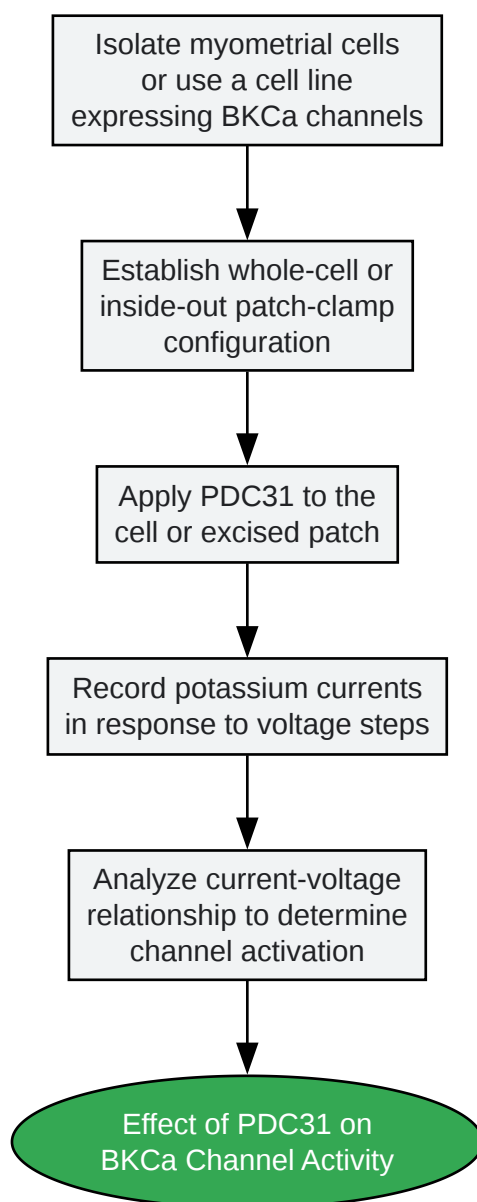 Isolate myometrial cells
or use a cell line
expressing BKCa channels
Establish whole-cell or
inside-out patch-clamp
configuration
Apply PDC31 to the
cell or excised patch
Record potassium currents
in response to voltage steps
Analyze current-voltage
relationship to determine
channel activation
Effect of PDC31 on
BKCa Channel Activity